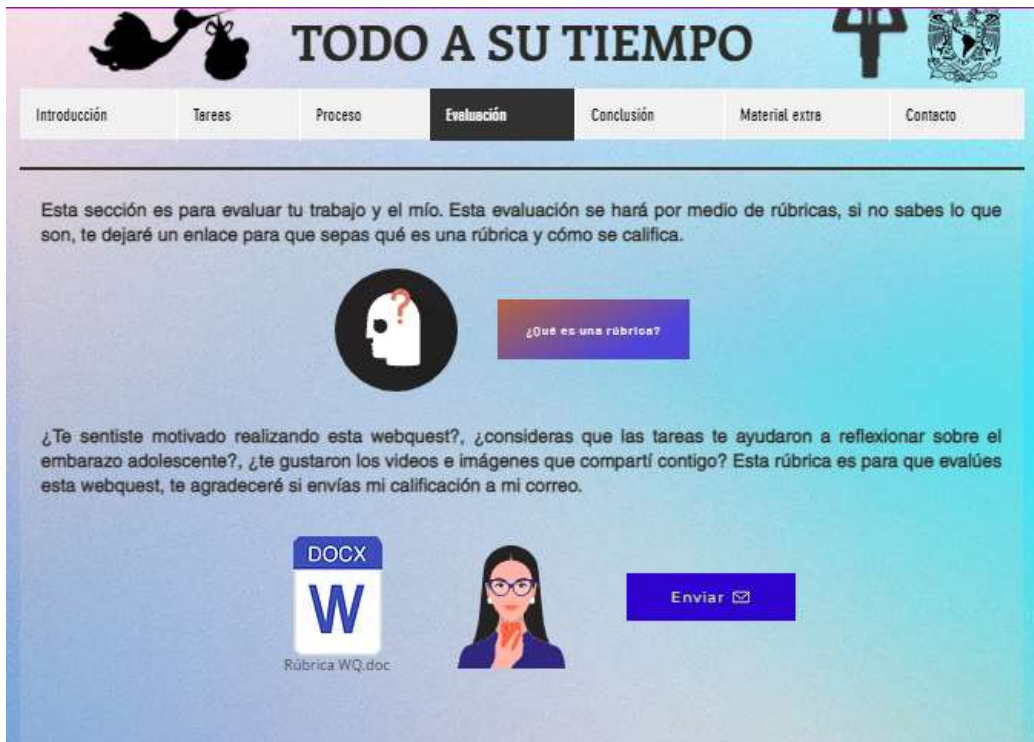 TODO A SU TIEMPO
Introducción
Tareas
Proceso
Evaluación
Conclusión
Material extra
Contacto
Esta sección es para evaluar tu trabajo y el mío. Esta evaluación se hará por medio de rúbricas, si no sabes lo que
son, te dejaré un enlace para que sepas qué es una rúbrica y cómo se califica.
?
¿Qué es una rúbrica?
¿Te sentiste motivado realizando esta webquest?, ¿consideras que las tareas te ayudaron a reflexionar sobre el
embarazo adolescente?, ¿te gustaron los videos e imágenes que compartí contigo? Esta rúbrica es para que evalúes
esta webquest, te agradeceré si envías mi calificación a mi correo.
DOCX
W
Rúbrica WQ.doc
Enviar